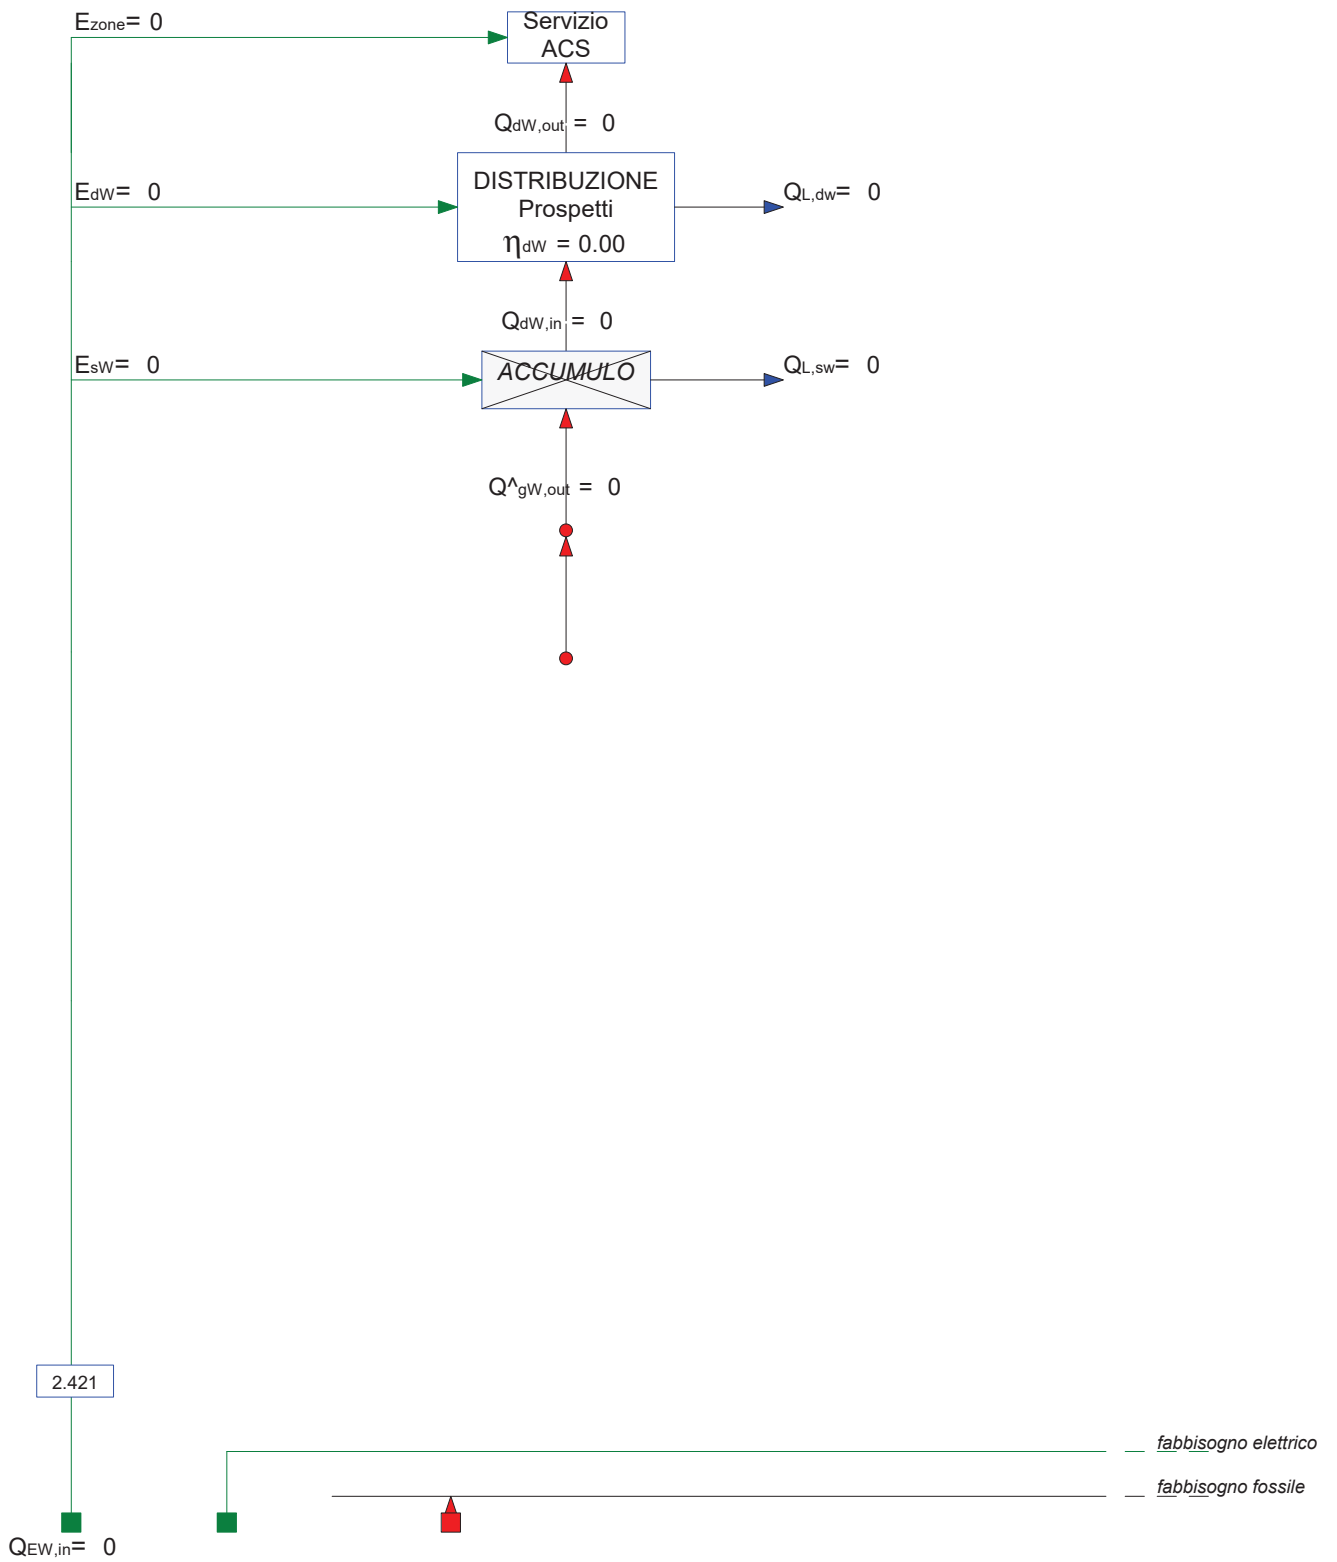 Ezone= 0
Servizio
ACS
QdW,out = 0
EdW= 0
DISTRIBUZIONE
Prospetti
ηdW = 0.00
QL,dw= 0
QdW,in = 0
EsW= 0
ACCUMULO
QL,sw= 0
Q^gW,out = 0
2.421
fabbisogno elettrico
fabbisogno fossile
QEW,in= 0